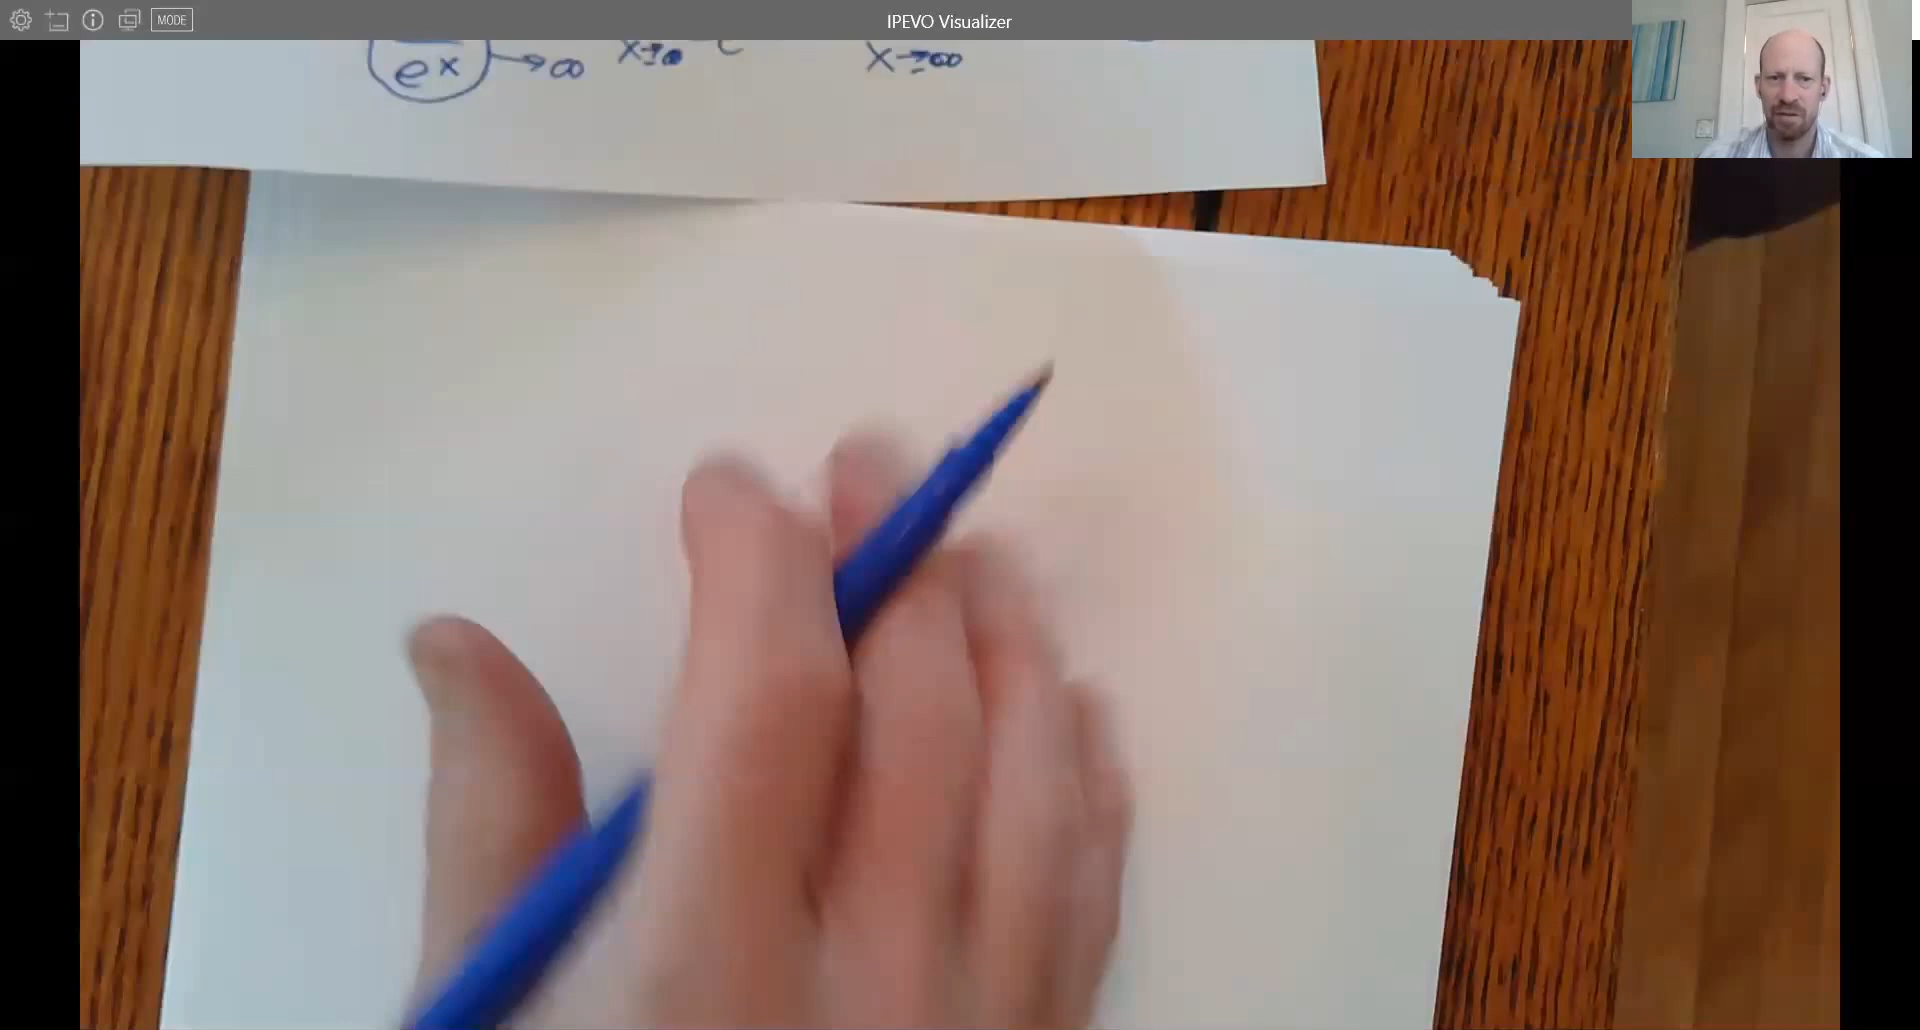 MODE
IPEVO Visualizer
e^x → ∞ x→∞ x→∞